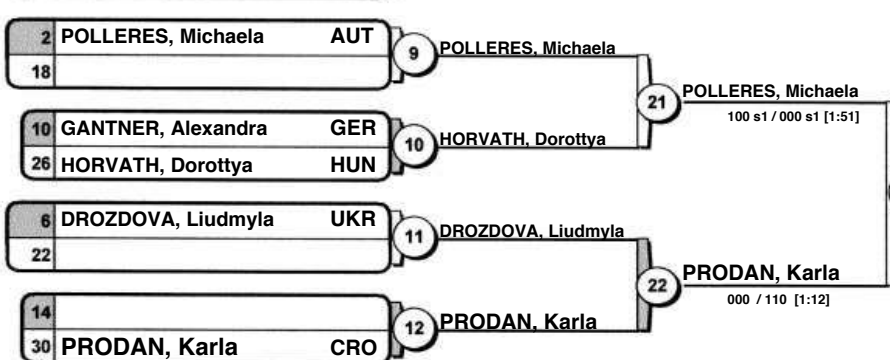 2 POLLERES, Michaela AUT
18
9 POLLERES, Michaela
10 GANTNER, Alexandra GER
26 HORVATH, Dorottya HUN
10 HORVATH, Dorottya
21 POLLERES, Michaela
100 s1 / 000 s1 [1:51]
6 DROZDOVA, Liudmyla UKR
22
11 DROZDOVA, Liudmyla
14
30 PRODAN, Karla CRO
12 PRODAN, Karla
22 PRODAN, Karla
000 / 110 [1:12]